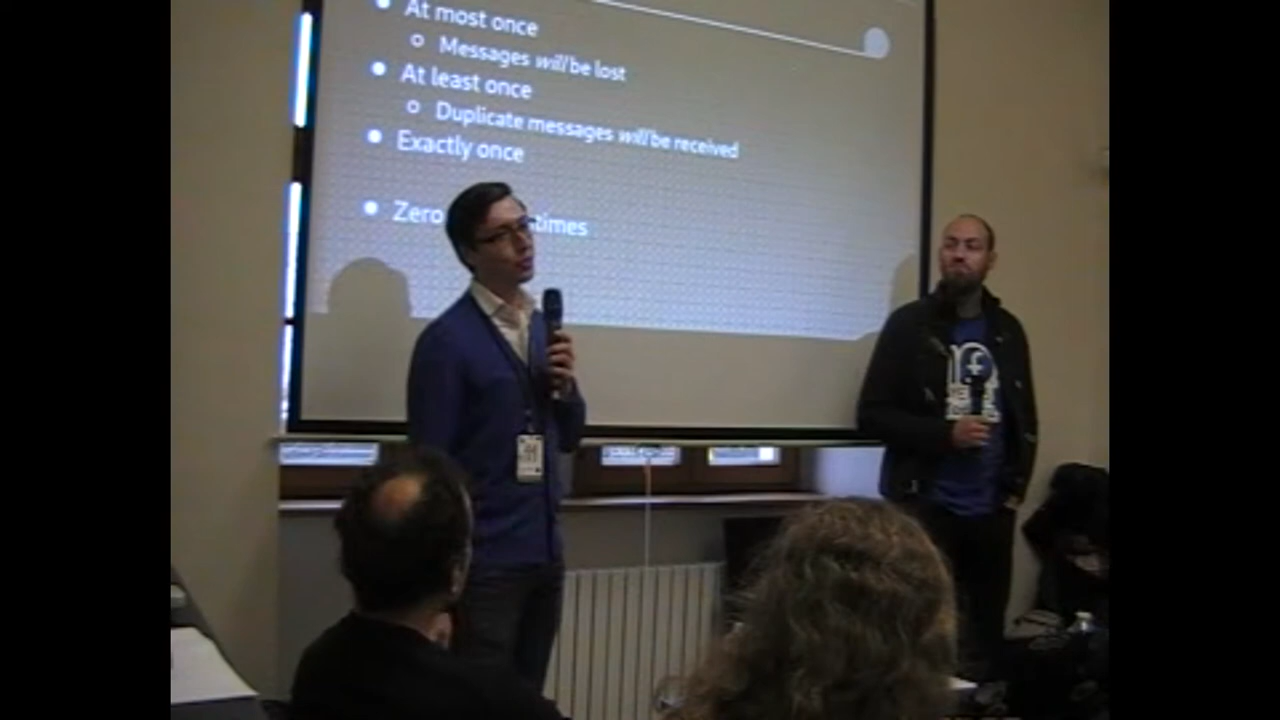 At most once
Messages will be lost
At least once
Duplicate messages will be received
Exactly once
Zero times
f